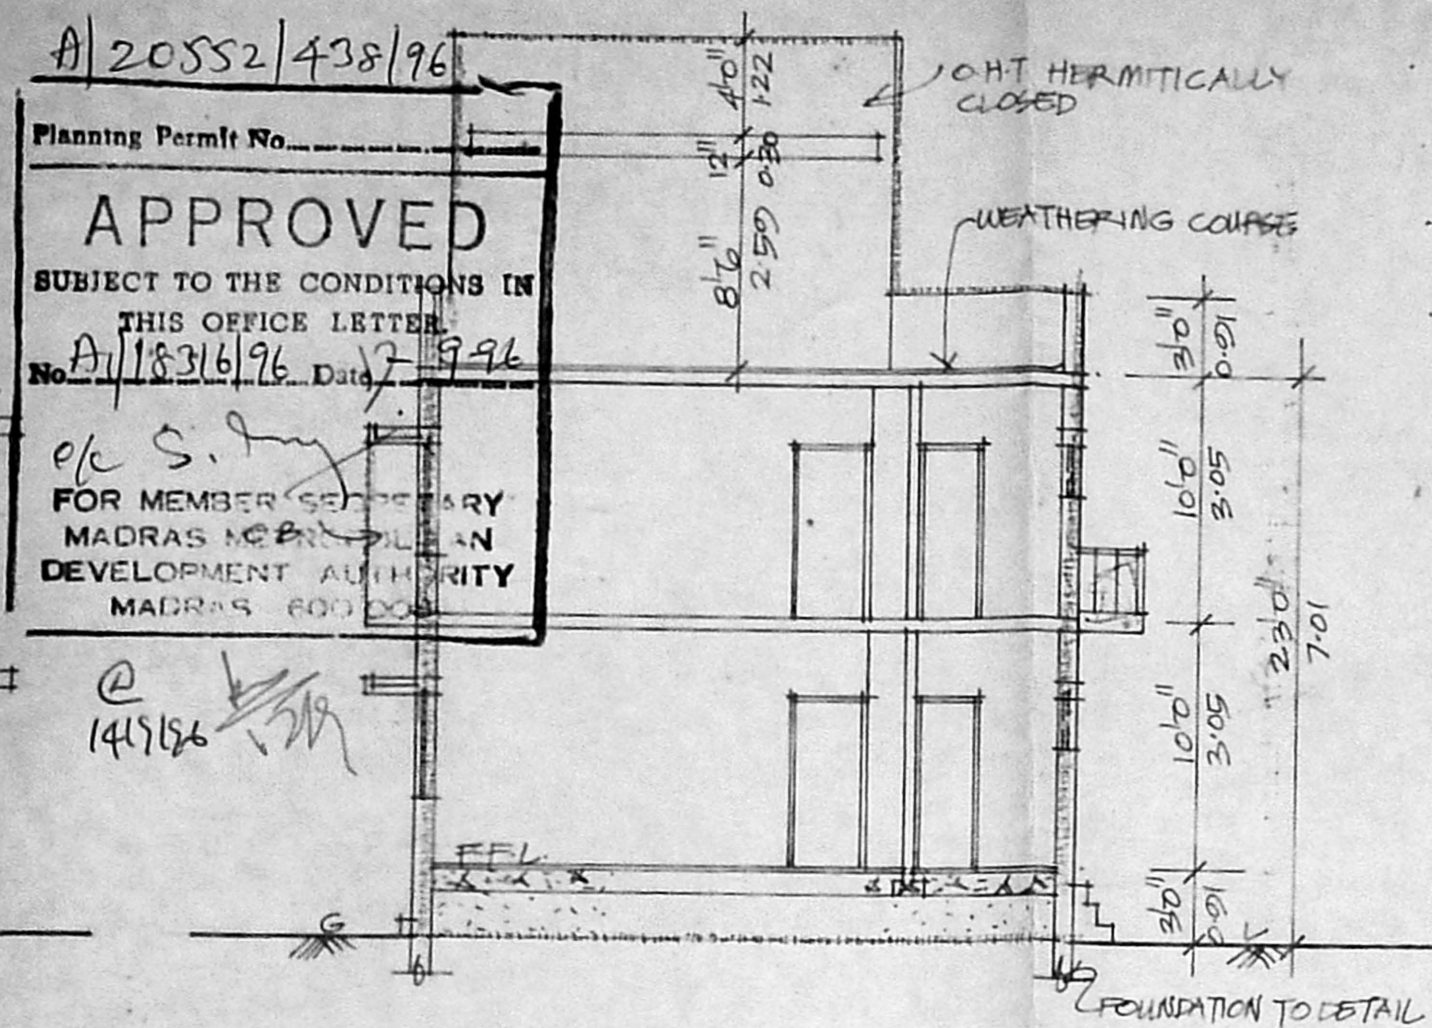 A/20552/438/96
Planning Permit No.
APPROVED
SUBJECT TO THE CONDITIONS IN
THIS OFFICE LETTER.
No A1/18316/96 Date 17-9-96
S.
FOR MEMBER SECRETARY
MADRAS METROPOLITAN
DEVELOPMENT AUTHORITY
MADRAS 600 008
14/9/96
4'0"
1.22
12"
0.30
8'6"
2.59
O.H.T HERMITICALLY
CLOSED
WEATHERING COURSE
3'0"
0.91
10'0"
3.05
23'0"
7.01
10'0"
3.05
3'0"
0.91
FFL
G
FOUNDATION TO DETAIL